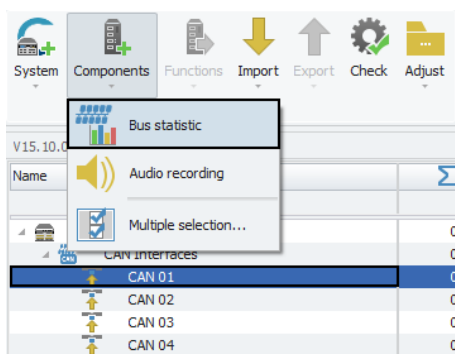 System Components Functions Import Export Check Adjust
Bus statistic
V15.10.0
Audio recording
Name
Multiple selection...
CAN
CAN Interfaces
CAN 01
CAN 02
CAN 03
CAN 04